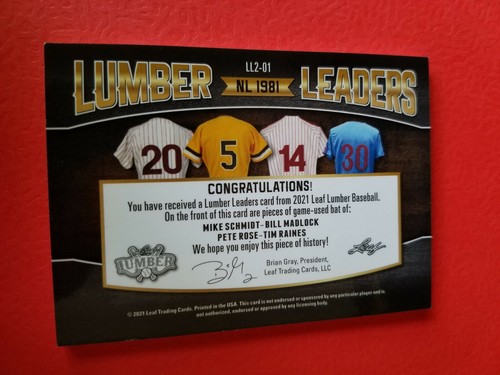 LL2-01
LUMBER LEADERS
NL 1981
20 5 14 30
CONGRATULATIONS!
You have received a Lumber Leaders card from 2021 Leaf Lumber Baseball.
On the front of this card are pieces of game-used bat of:
MIKE SCHMIDT-BILL MADLOCK
PETE ROSE-TIM RAINES
We hope you enjoy this piece of history!
Brian Gray, President,
Leaf Trading Cards, LLC
Leaf
LUMBER
Leaf
© 2021 Leaf Trading Cards. Printed in the USA. This card is not endorsed or sponsored by any particular player and is
not authorized, endorsed or approved by any licensing body.